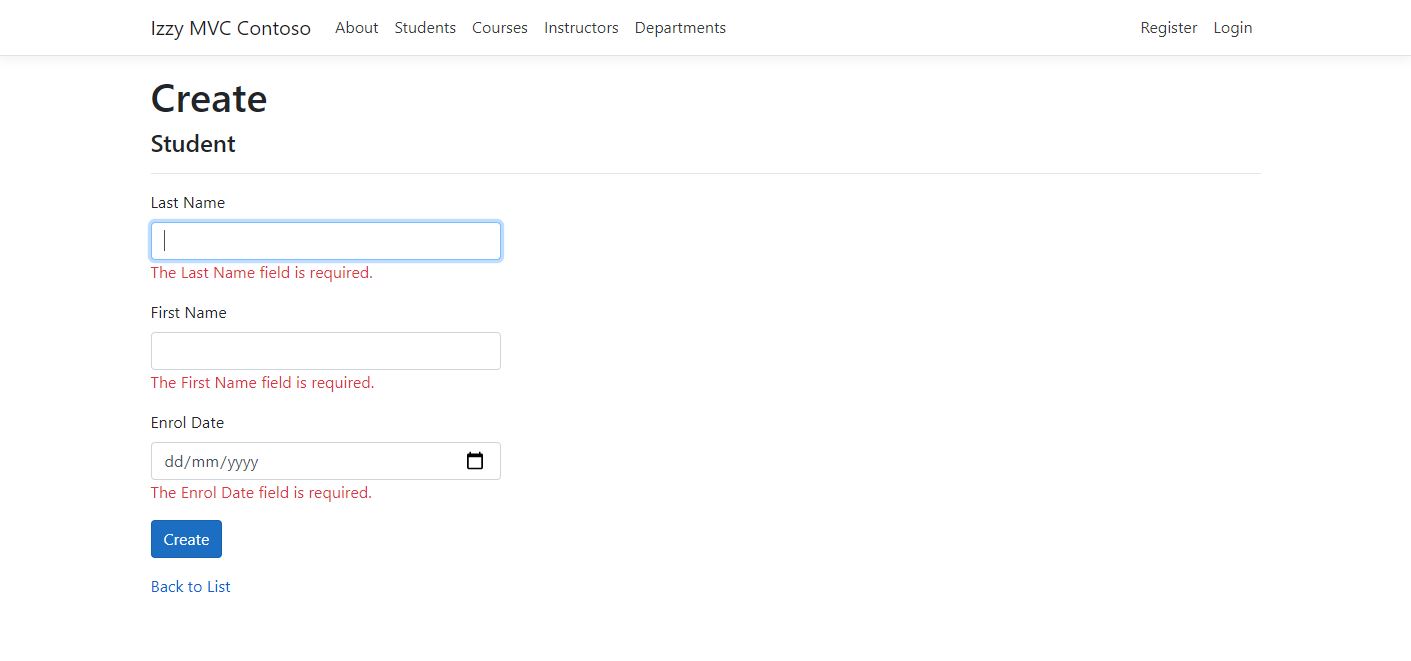 Izzy MVC Contoso About Students Courses Instructors Departments Register Login
Create
Student
Last Name
The Last Name field is required.
First Name
The First Name field is required.
Enrol Date
dd/mm/yyyy
The Enrol Date field is required.
Create
Back to List